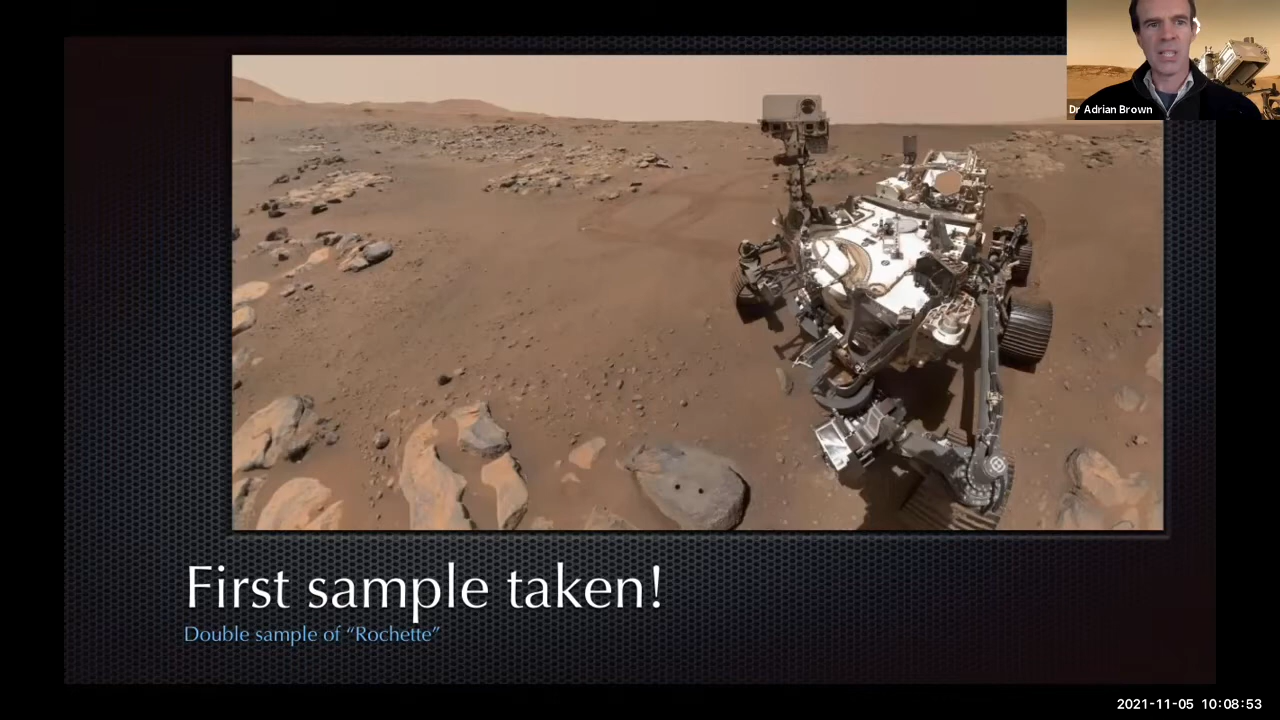 Dr Adrian Brown
First sample taken!
Double sample of “Rochette”
2021-11-05 10:08:53